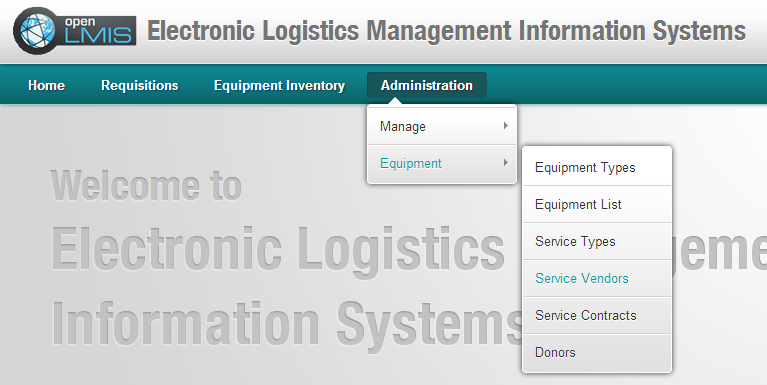 open
LMIS
Electronic Logistics Management Information Systems
Home Requisitions Equipment Inventory Administration
Manage
Equipment
Equipment Types
Equipment List
Service Types
Service Vendors
Service Contracts
Donors
Welcome to
Electronic Logistics geme
Information Systems